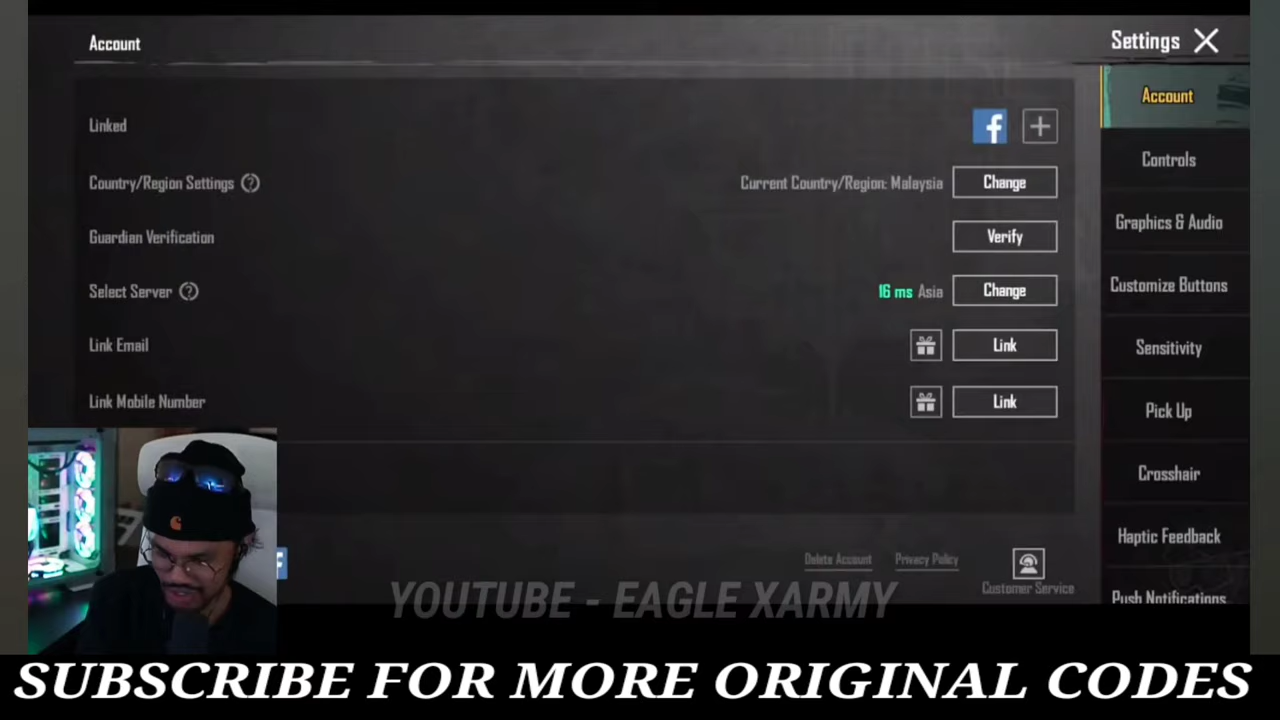 Account
Settings
Account
Linked
Controls
Country/Region Settings
Current Country/Region: Malaysia
Change
Graphics & Audio
Guardian Verification
Verify
Select Server
16 ms Asia
Change
Customize Buttons
Link Email
Link
Sensitivity
Link Mobile Number
Link
Pick Up
Crosshair
Haptic Feedback
Delete Account
Privacy Policy
Customer Service
Push Notifications
YOUTUBE - EAGLE XARMY
SUBSCRIBE FOR MORE ORIGINAL CODES